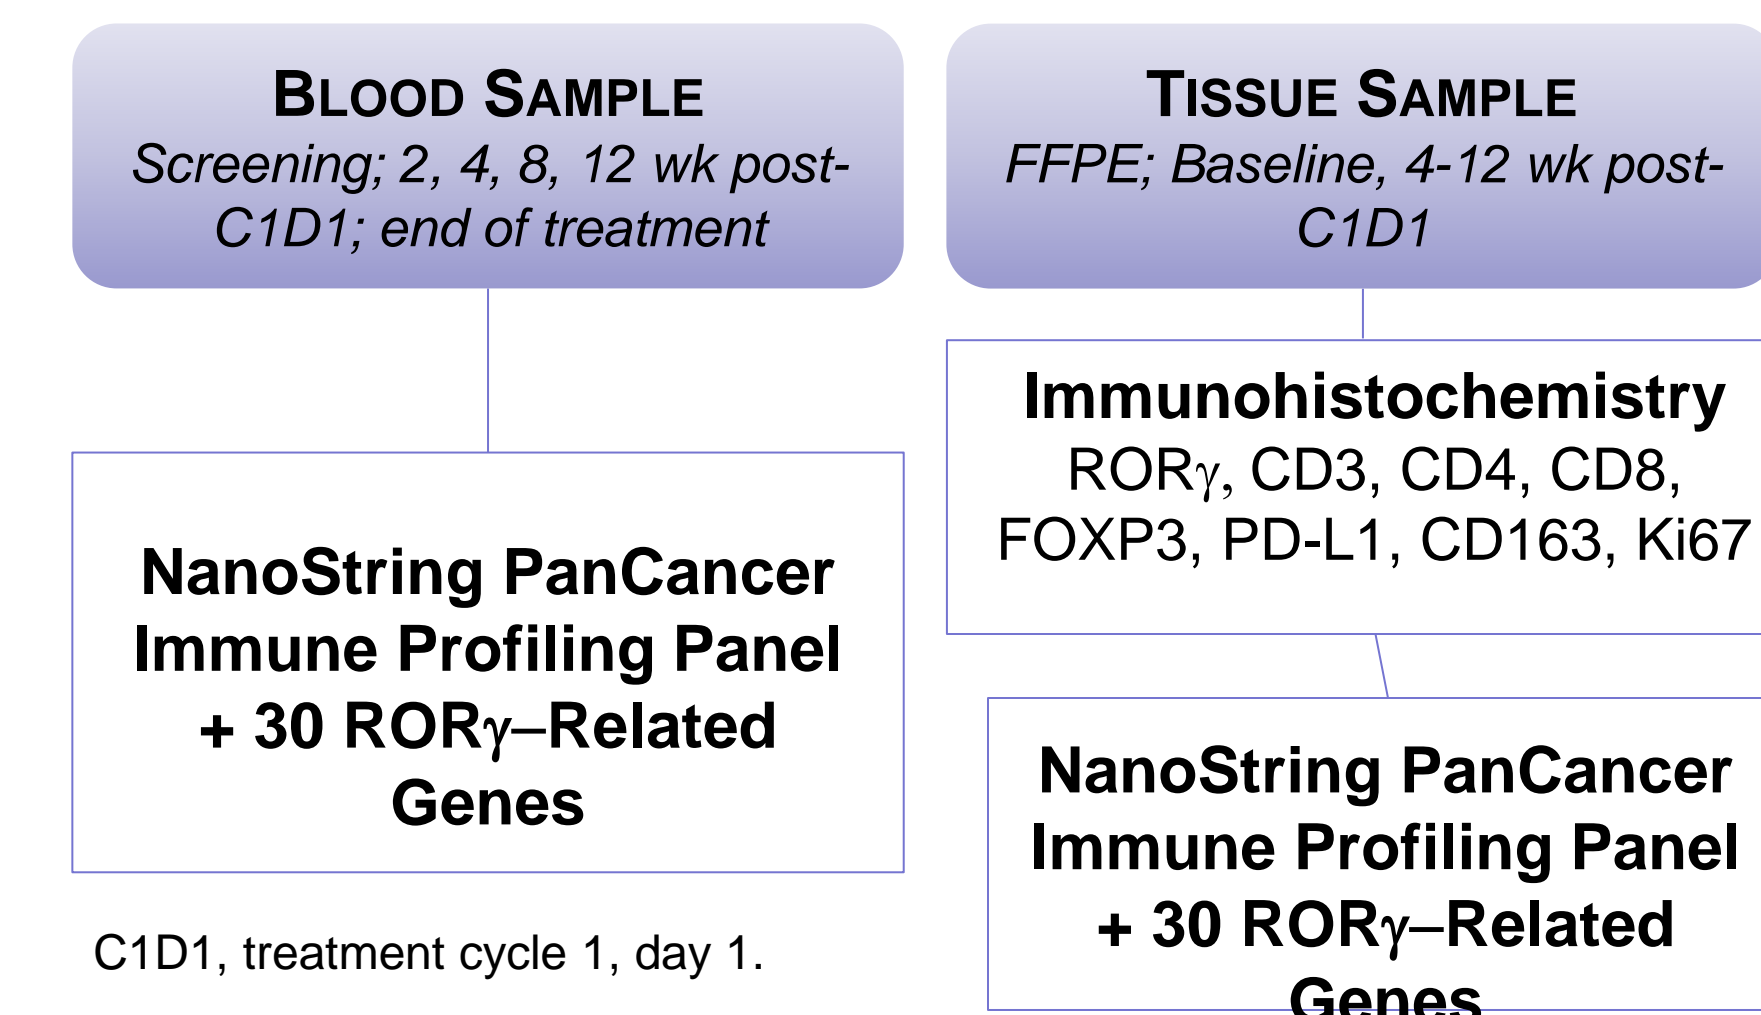 BLOOD SAMPLE
Screening; 2, 4, 8, 12 wk post-
C1D1; end of treatment
TISSUE SAMPLE
FFPE; Baseline, 4-12 wk post-
C1D1
Immunohistochemistry
RORγ, CD3, CD4, CD8,
FOXP3, PD-L1, CD163, Ki67
NanoString PanCancer
Immune Profiling Panel
+ 30 RORγ–Related
Genes
NanoString PanCancer
Immune Profiling Panel
+ 30 RORγ–Related
Genes
C1D1, treatment cycle 1, day 1.